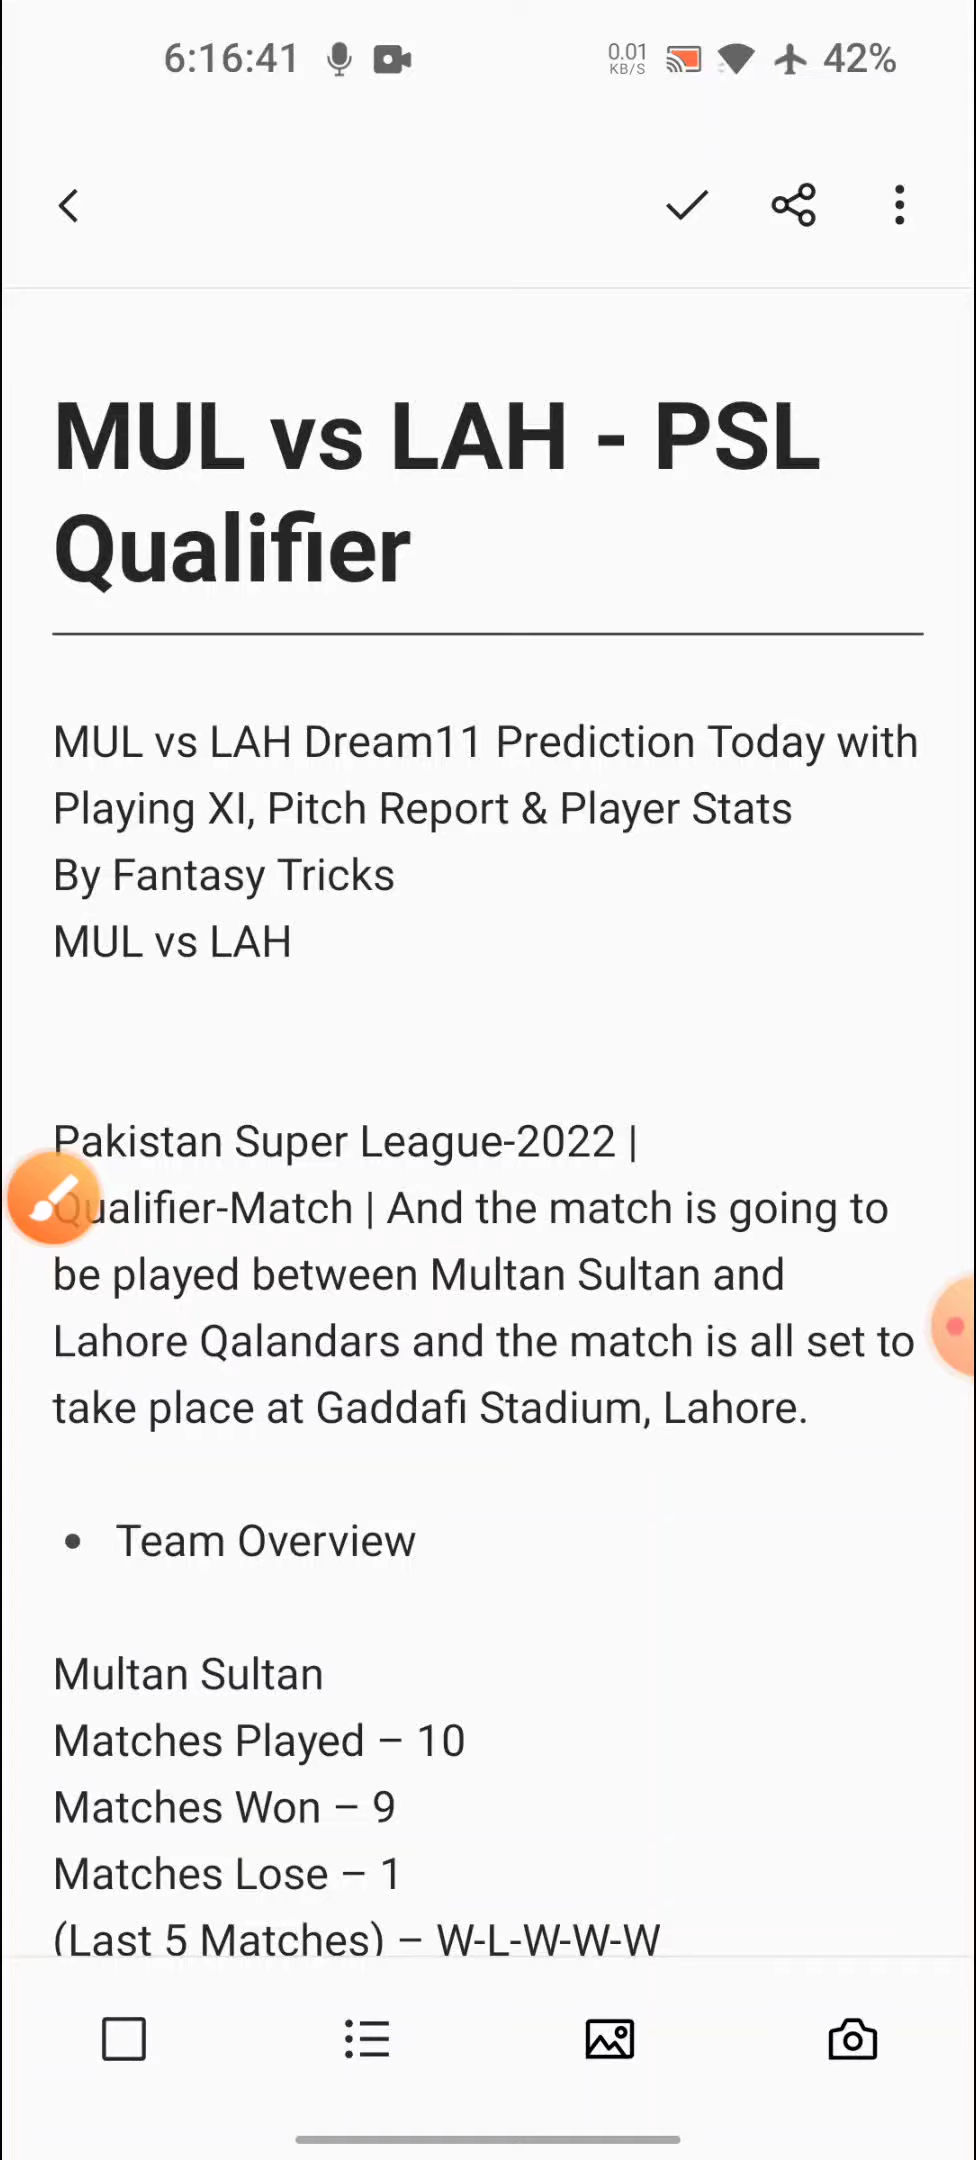 6:16:41
0.01
KB/S
42%
MUL vs LAH - PSL
Qualifier
MUL vs LAH Dream11 Prediction Today with
Playing XI, Pitch Report & Player Stats
By Fantasy Tricks
MUL vs LAH
Pakistan Super League-2022 |
Qualifier-Match | And the match is going to
be played between Multan Sultan and
Lahore Qalandars and the match is all set to
take place at Gaddafi Stadium, Lahore.
• Team Overview
Multan Sultan
Matches Played – 10
Matches Won – 9
Matches Lose – 1
(Last 5 Matches) – W-L-W-W-W